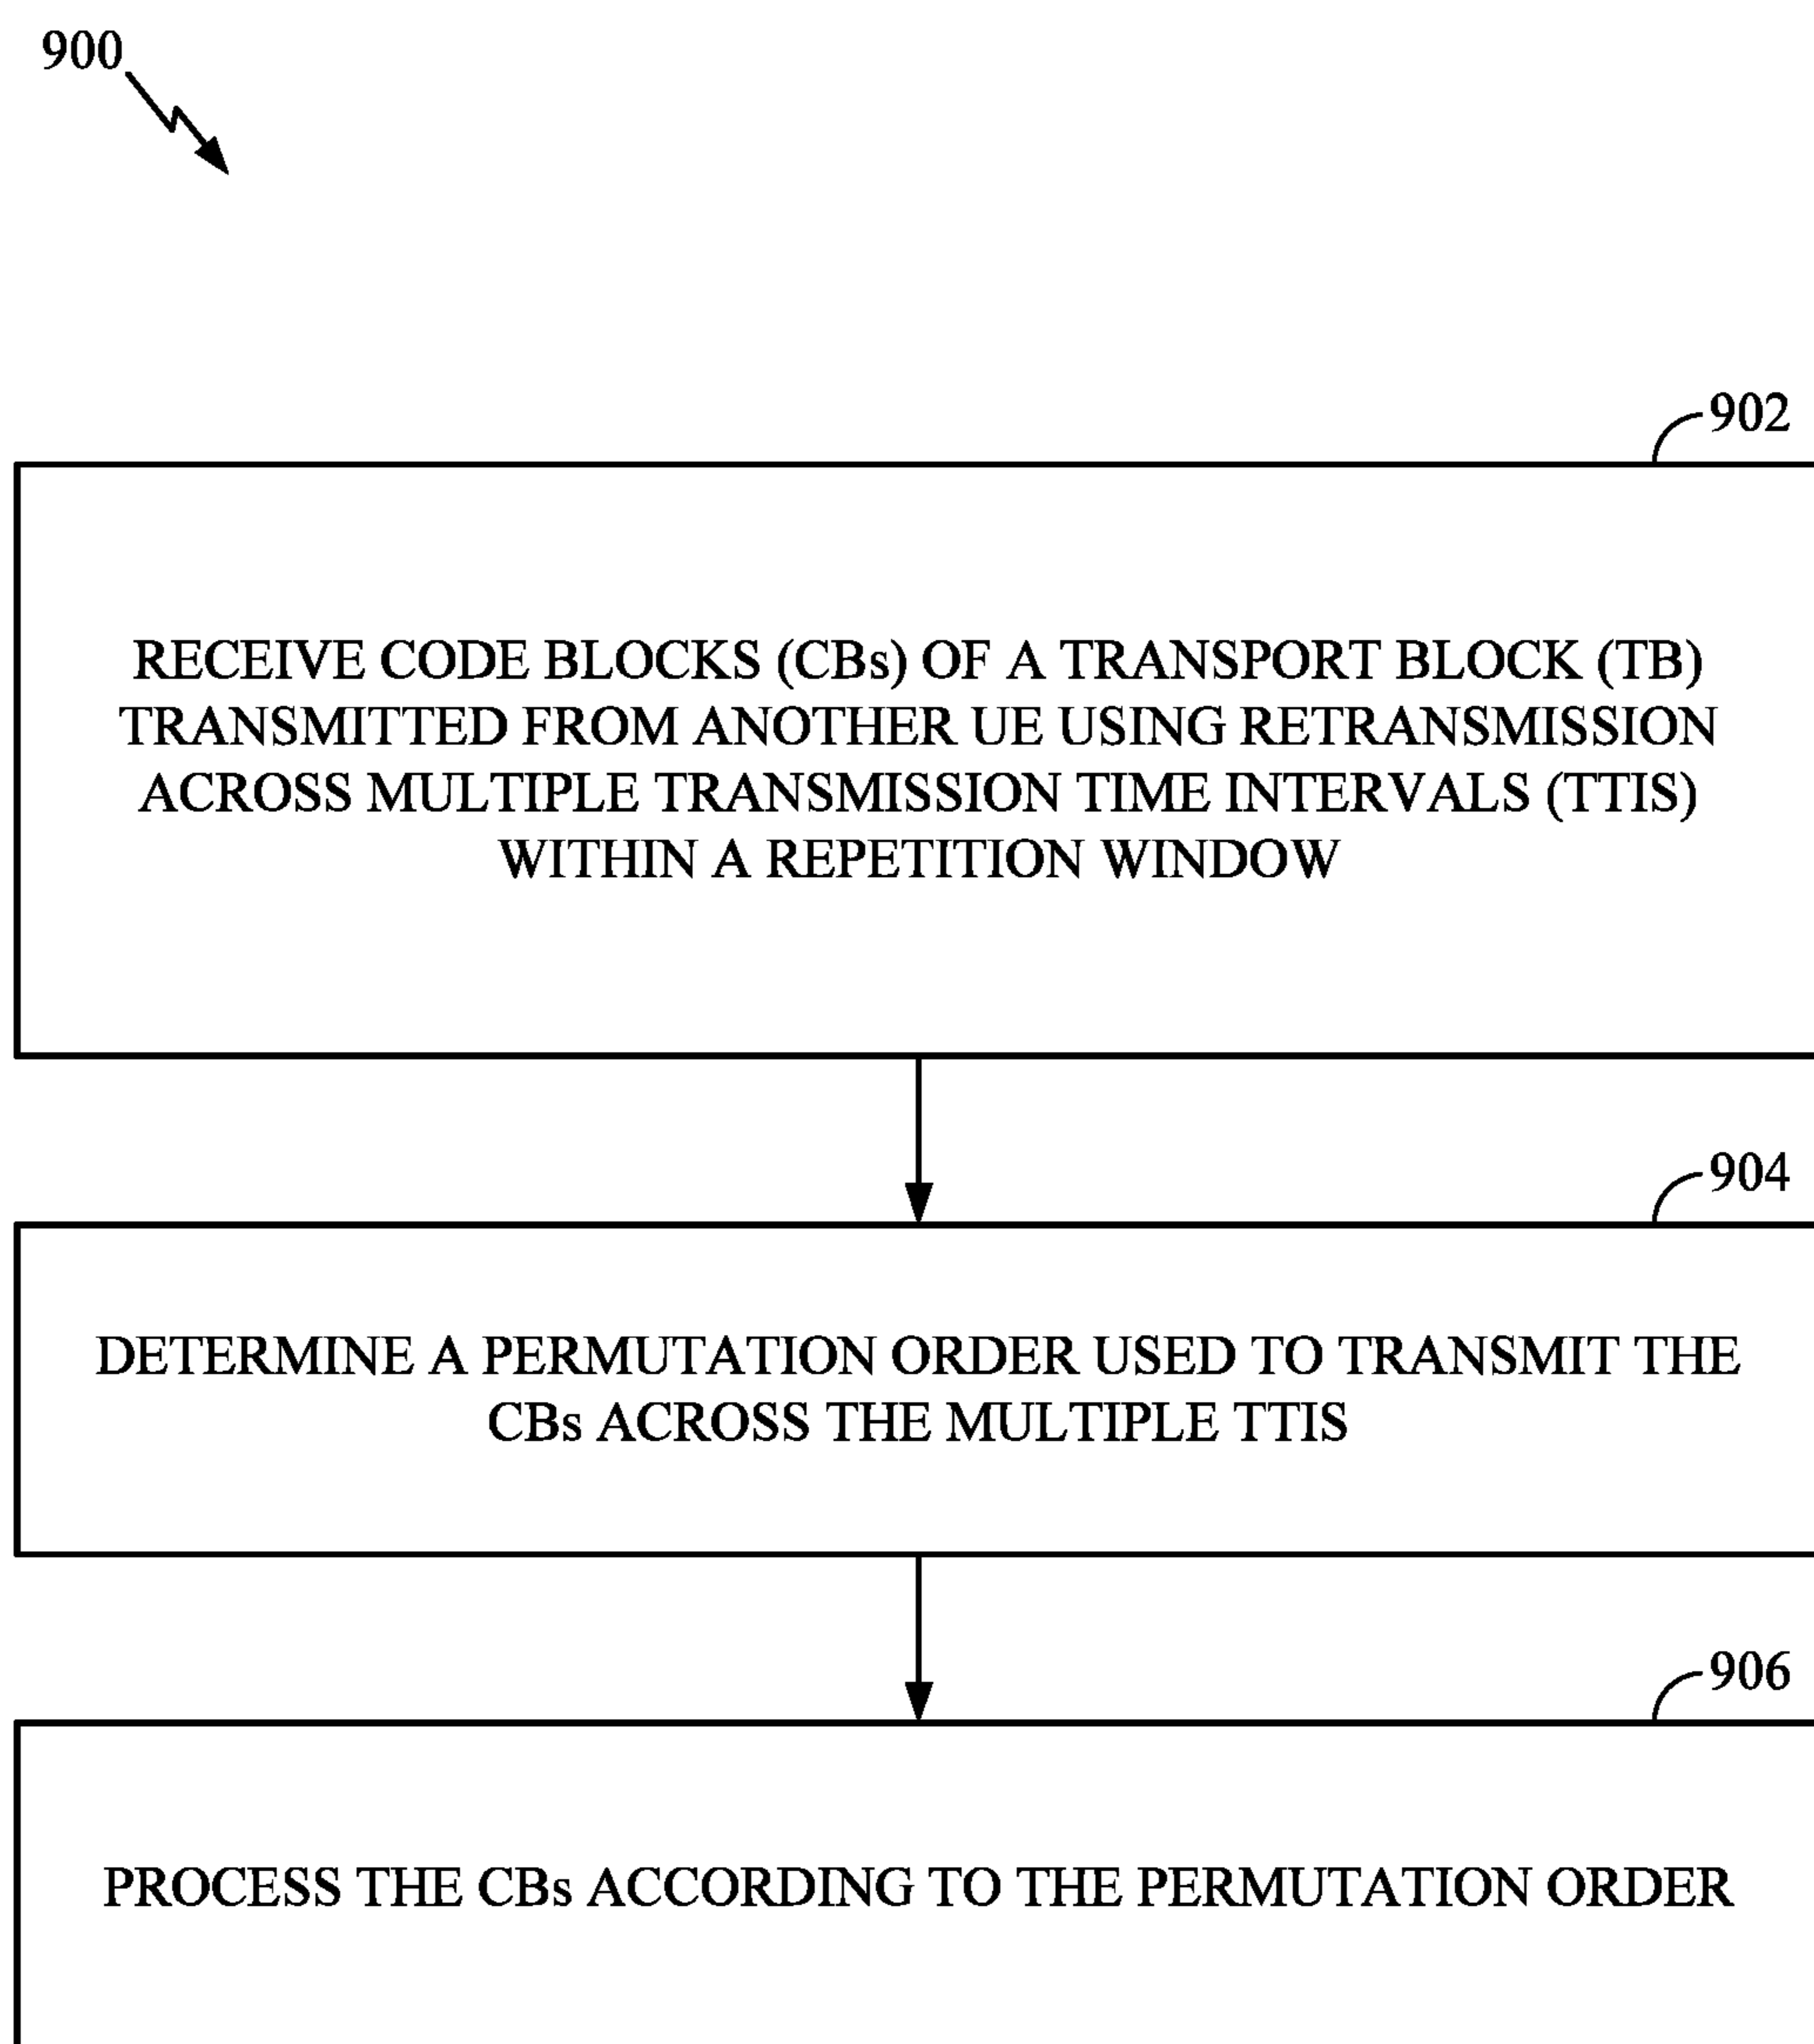 900
902
RECEIVE CODE BLOCKS (CBs) OF A TRANSPORT BLOCK (TB)
TRANSMITTED FROM ANOTHER UE USING RETRANSMISSION
ACROSS MULTIPLE TRANSMISSION TIME INTERVALS (TTIS)
WITHIN A REPETITION WINDOW
904
DETERMINE A PERMUTATION ORDER USED TO TRANSMIT THE
CBs ACROSS THE MULTIPLE TTIS
906
PROCESS THE CBs ACCORDING TO THE PERMUTATION ORDER